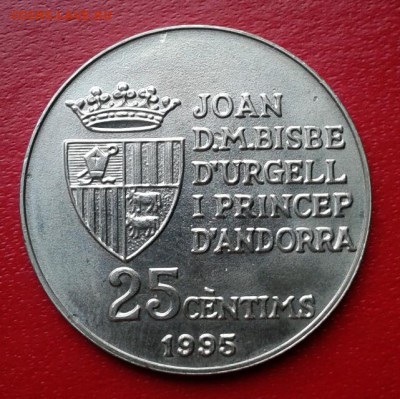 JOAN
D.M.BISBE
D'URGELL
I PRINCEP
D'ANDORRA
25 CÈNTIMS
1995